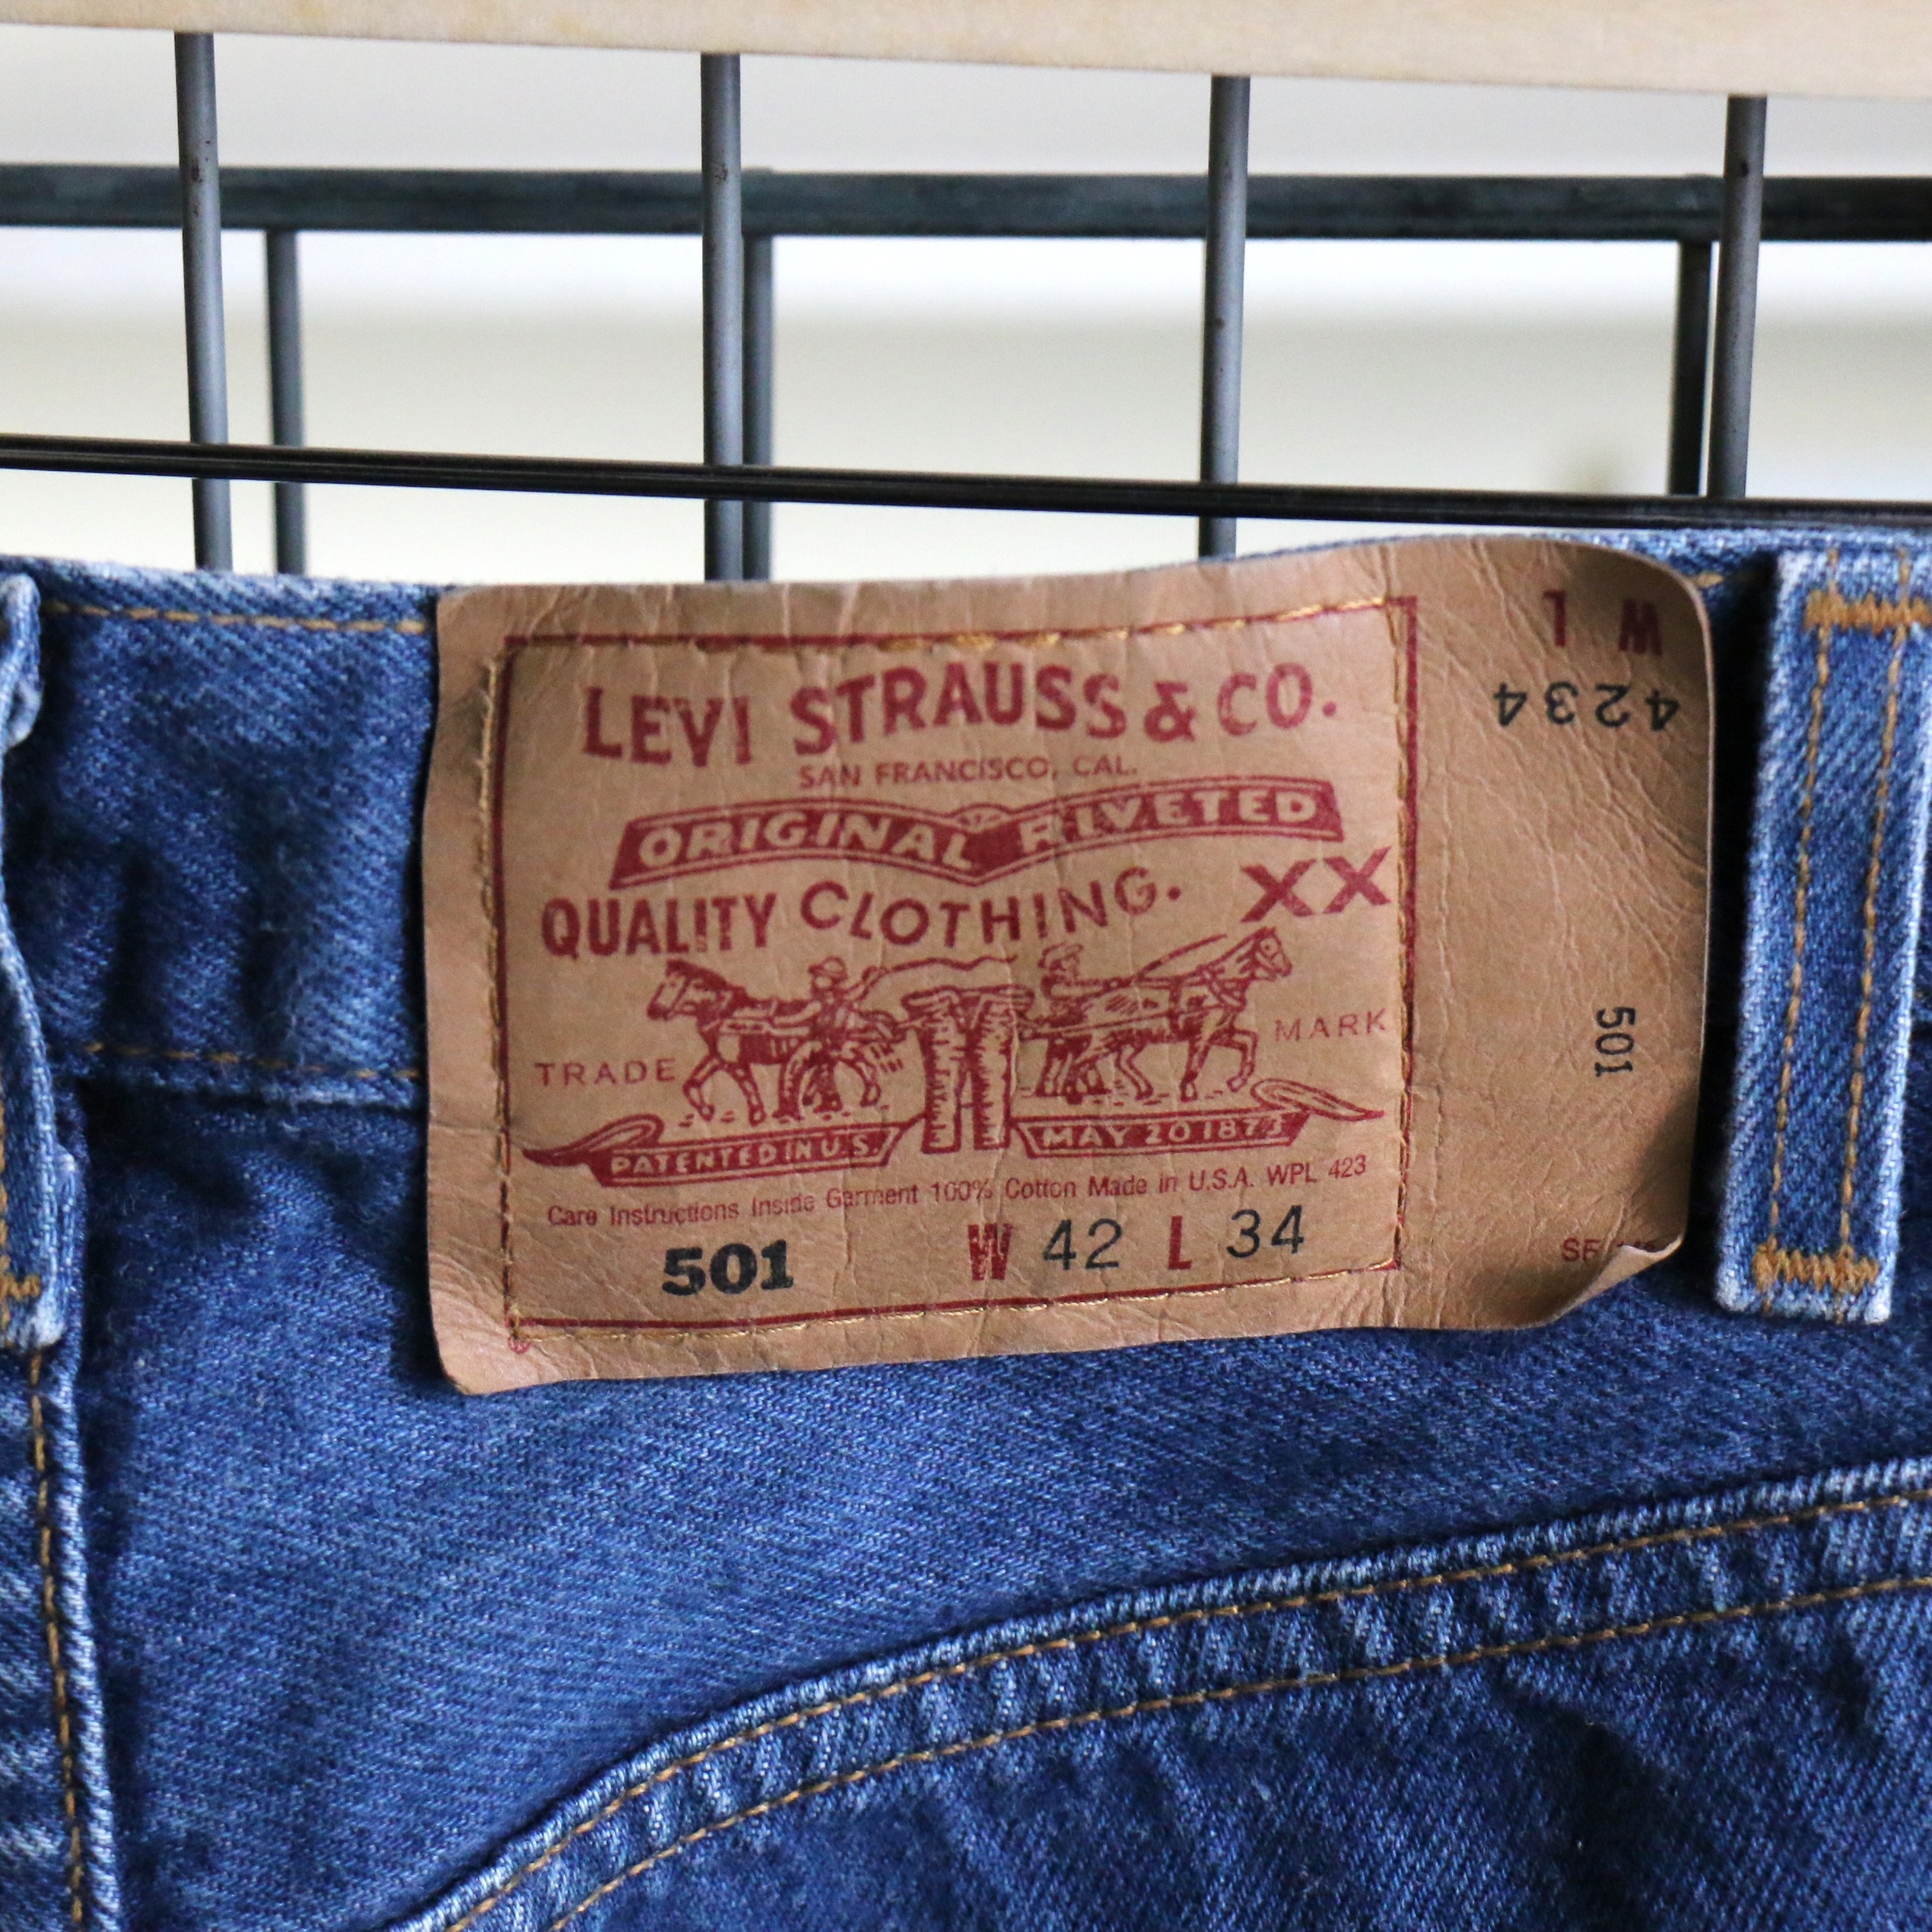 LEVI STRAUSS & CO.
SAN FRANCISCO, CAL.
ORIGINAL RIVETED
QUALITY CLOTHING. XX
TRADE MARK
PATENTED IN U.S. MAY 20 1873
Care Instructions Inside Garment 100% Cotton Made in U.S.A. WPL 423
501 W 42 L 34
W L
4234
501